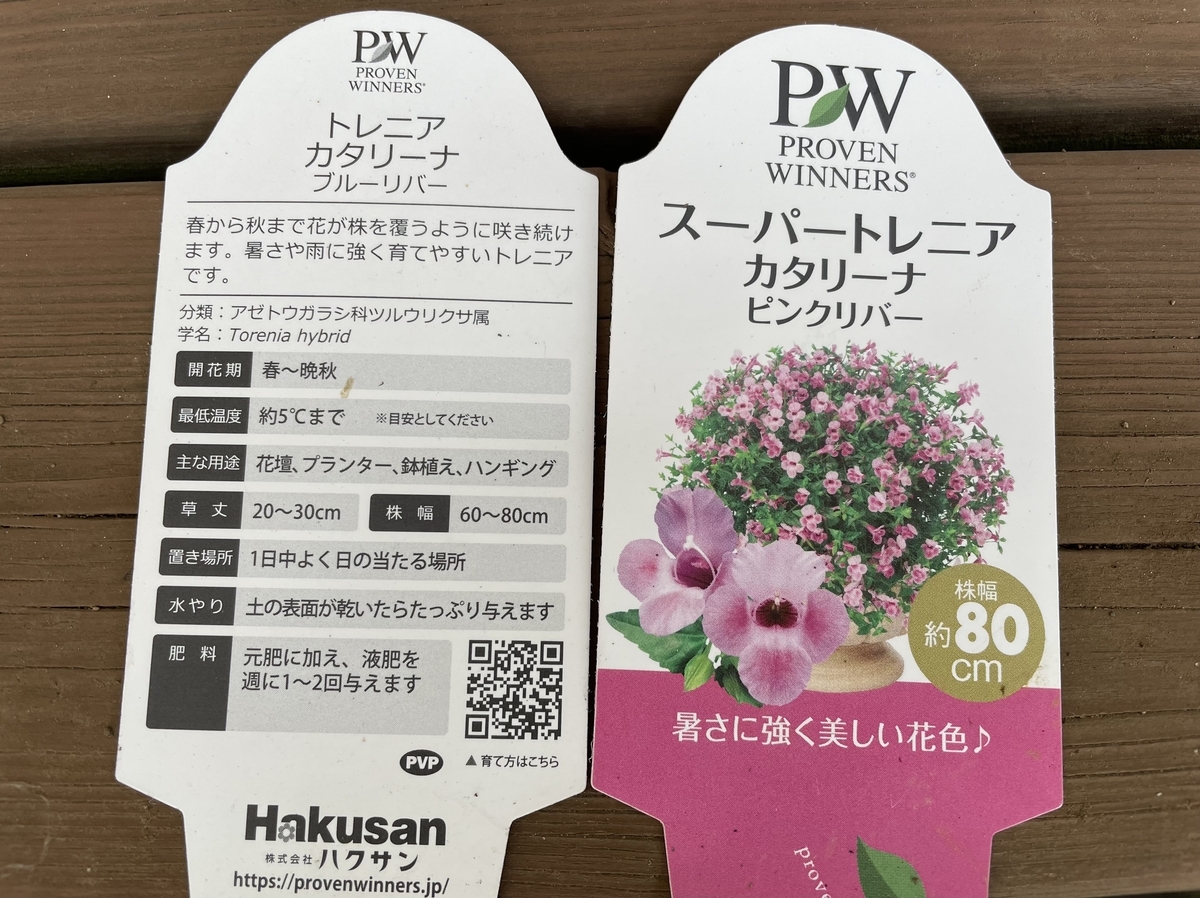 PW
PROVEN
WINNERS®
トレニア
カタリーナ
ブルーリバー
春から秋まで花が株を覆うように咲き続け
ます。暑さや雨に強く育てやすいトレニア
です。
分類：アゼトウガラシ科ツルウリクサ属
学名：Torenia hybrid
開花期 春〜晩秋
最低温度 約5℃まで ※目安としてください
主な用途 花壇、プランター、鉢植え、ハンギング
草丈 20〜30cm 株幅 60〜80cm
置き場所 1日中よく日の当たる場所
水やり 土の表面が乾いたらたっぷり与えます
肥料 元肥に加え、液肥を
週に1〜2回与えます
PVP ▲育て方はこちら
Hakusan
株式会社ハクサン
https://provenwinners.jp/
PW
PROVEN
WINNERS®
スーパートレニア
カタリーナ
ピンクリバー
株幅
約80
cm
暑さに強く美しい花色♪
prove